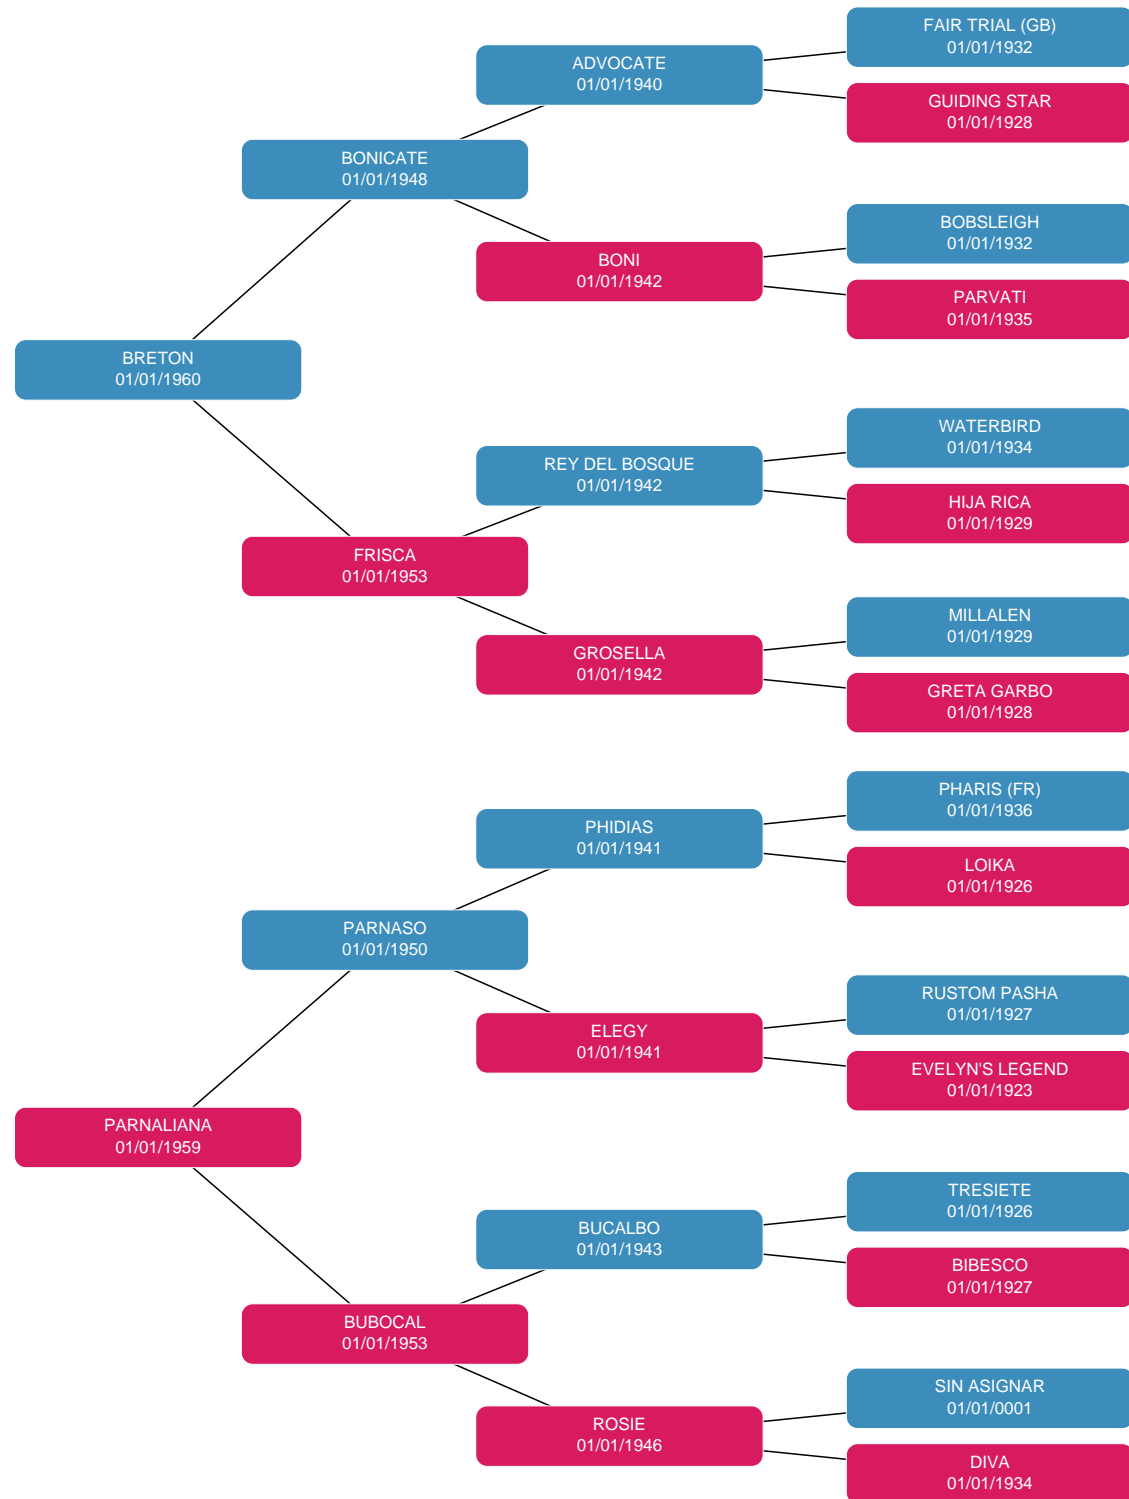 FAIR TRIAL (GB)
01/01/1932
ADVOCATE
01/01/1940
GUIDING STAR
01/01/1928
BONICATE
01/01/1948
BOBSLEIGH
01/01/1932
BONI
01/01/1942
PARVATI
01/01/1935
BRETON
01/01/1960
WATERBIRD
01/01/1934
REY DEL BOSQUE
01/01/1942
HIJA RICA
01/01/1929
FRISCA
01/01/1953
MILLALEN
01/01/1929
GROSELLA
01/01/1942
GRETA GARBO
01/01/1928
PHARIS (FR)
01/01/1936
PHIDIAS
01/01/1941
LOIKA
01/01/1926
PARNASO
01/01/1950
RUSTOM PASHA
01/01/1927
ELEGY
01/01/1941
EVELYN'S LEGEND
01/01/1923
PARNALIANA
01/01/1959
TRESIETE
01/01/1926
BUCALBO
01/01/1943
BIBESCO
01/01/1927
BUBOCAL
01/01/1953
SIN ASIGNAR
01/01/0001
ROSIE
01/01/1946
DIVA
01/01/1934